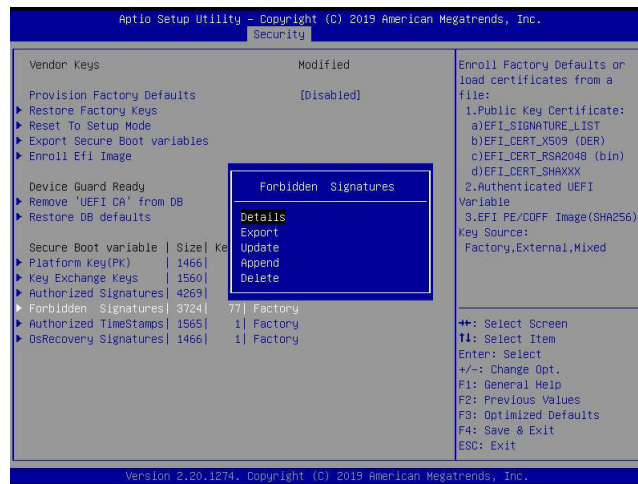 Aptio Setup Utility – Copyright (C) 2019 American Megatrends, Inc.
Security
Vendor Keys Modified
Provision Factory Defaults [Disabled]
Restore Factory Keys
Reset To Setup Mode
Export Secure Boot variables
Enroll Efi Image
Device Guard Ready
Remove 'UEFI CA' from DB
Restore DB defaults
Secure Boot variable | Size| Ke
Platform Key(PK) | 1466|
Key Exchange Keys | 1560|
Authorized Signatures| 4269|
Forbidden Signatures| 3724| 77| Factory
Authorized TimeStamps| 1565| 1| Factory
OsRecovery Signatures| 1466| 1| Factory
Forbidden Signatures
Details
Export
Update
Append
Delete
Enroll Factory Defaults or
load certificates from a
file:
1.Public Key Certificate:
a)EFI_SIGNATURE_LIST
b)EFI_CERT_X509 (DER)
c)EFI_CERT_RSA2048 (bin)
d)EFI_CERT_SHAXXX
2.Authenticated UEFI
Variable
3.EFI PE/COFF Image(SHA256)
Key Source:
Factory,External,Mixed
→←: Select Screen
↑↓: Select Item
Enter: Select
+/-: Change Opt.
F1: General Help
F2: Previous Values
F3: Optimized Defaults
F4: Save & Exit
ESC: Exit
Version 2.20.1274. Copyright (C) 2019 American Megatrends, Inc.